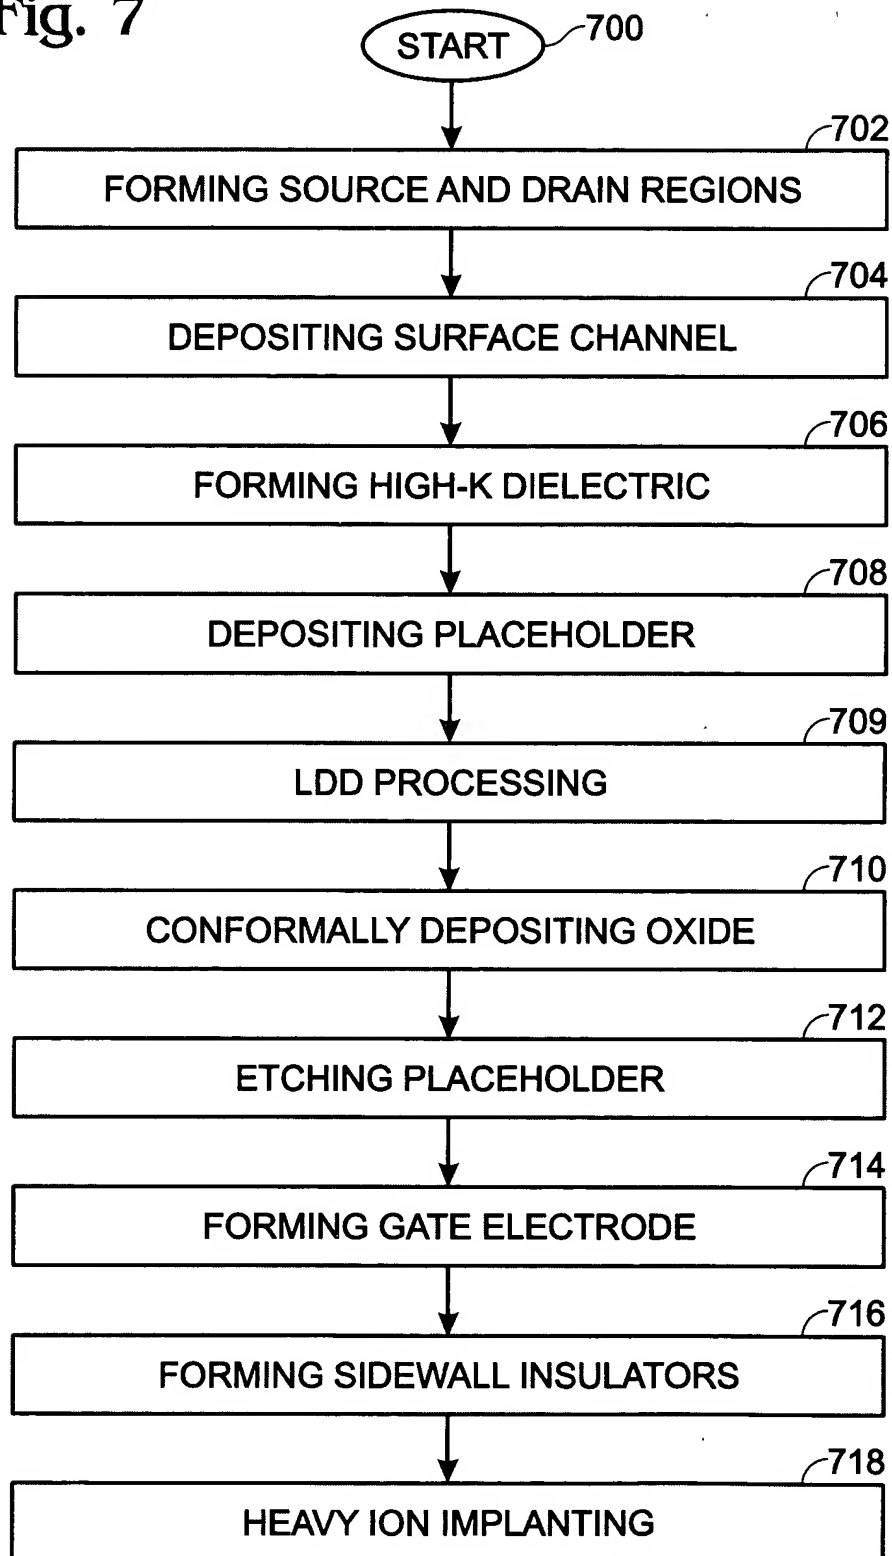 Fig. 7
START
700
702
FORMING SOURCE AND DRAIN REGIONS
704
DEPOSITING SURFACE CHANNEL
706
FORMING HIGH-K DIELECTRIC
708
DEPOSITING PLACEHOLDER
709
LDD PROCESSING
710
CONFORMALLY DEPOSITING OXIDE
712
ETCHING PLACEHOLDER
714
FORMING GATE ELECTRODE
716
FORMING SIDEWALL INSULATORS
718
HEAVY ION IMPLANTING